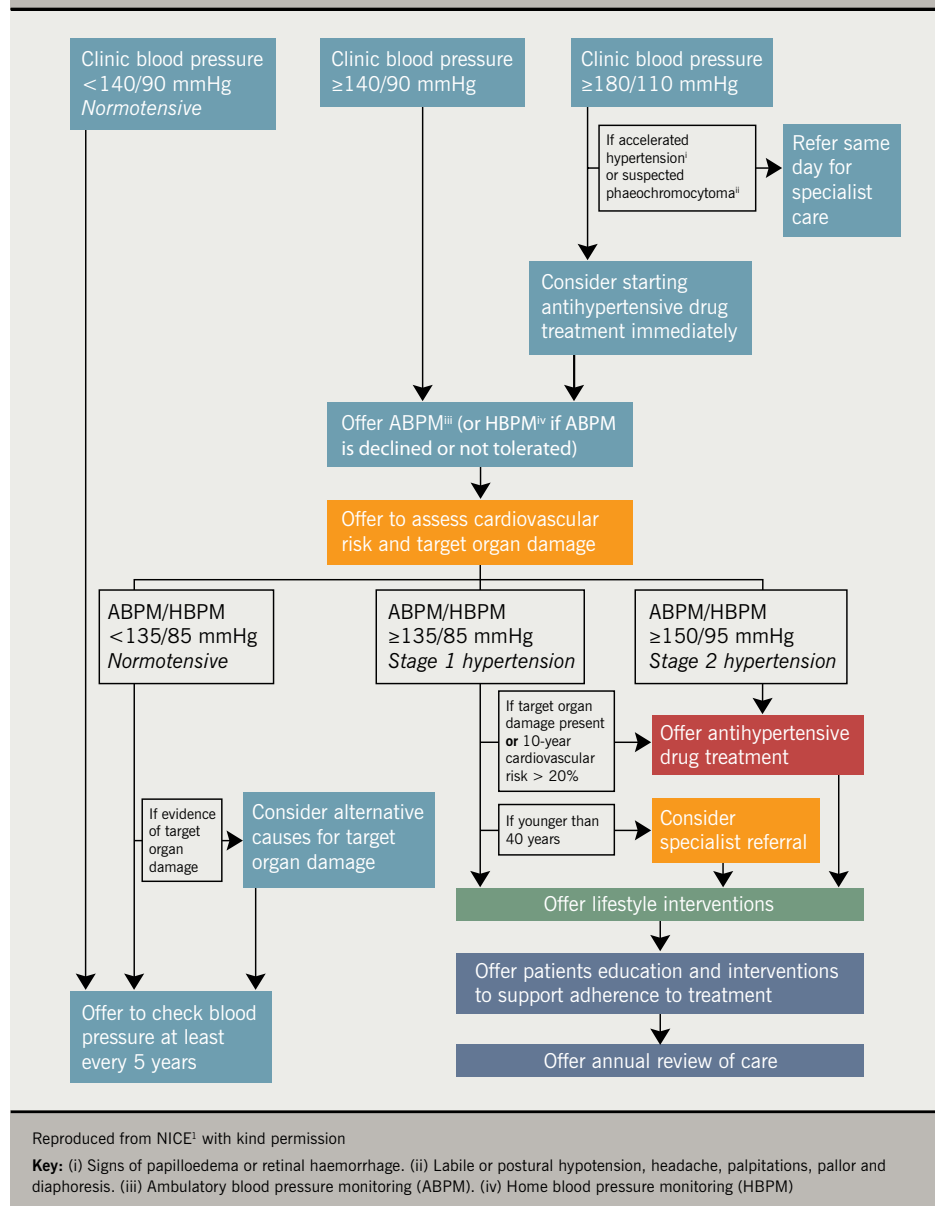 Clinic blood pressure
<140/90 mmHg
Normotensive
Clinic blood pressure
≥140/90 mmHg
Clinic blood pressure
≥180/110 mmHg
If accelerated
hypertensionⁱ
or suspected
phaeochromocytomaⁱⁱ
Refer same
day for
specialist
care
Consider starting
antihypertensive drug
treatment immediately
Offer ABPMⁱⁱⁱ (or HBPMⁱᵛ if ABPM
is declined or not tolerated)
Offer to assess cardiovascular
risk and target organ damage
ABPM/HBPM
<135/85 mmHg
Normotensive
ABPM/HBPM
≥135/85 mmHg
Stage 1 hypertension
ABPM/HBPM
≥150/95 mmHg
Stage 2 hypertension
If target organ
damage present
or 10-year
cardiovascular
risk > 20%
Offer antihypertensive
drug treatment
If evidence
of target
organ
damage
Consider alternative
causes for target
organ damage
If younger than
40 years
Consider
specialist referral
Offer lifestyle interventions
Offer patients education and interventions
to support adherence to treatment
Offer to check blood
pressure at least
every 5 years
Offer annual review of care
Reproduced from NICE¹ with kind permission
Key: (i) Signs of papilloedema or retinal haemorrhage. (ii) Labile or postural hypotension, headache, palpitations, pallor and
diaphoresis. (iii) Ambulatory blood pressure monitoring (ABPM). (iv) Home blood pressure monitoring (HBPM)